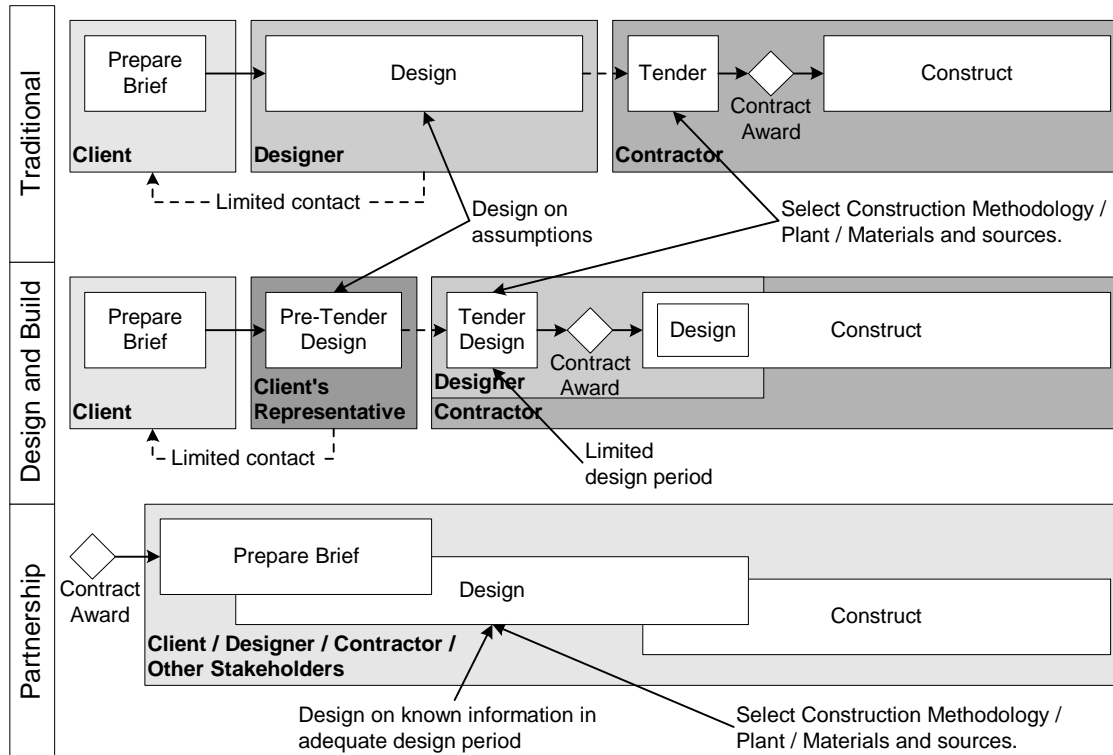 Traditional
Prepare
Brief
Client
Design
Designer
Tender
Contract
Award
Construct
Contractor
Limited contact
Design on
assumptions
Select Construction Methodology /
Plant / Materials and sources.
Design and Build
Prepare
Brief
Client
Pre-Tender
Design
Client's
Representative
Tender
Design
Contract
Award
Design
Construct
Designer
Contractor
Limited contact
Limited
design period
Partnership
Contract
Award
Prepare Brief
Design
Construct
Client / Designer / Contractor /
Other Stakeholders
Design on known information in
adequate design period
Select Construction Methodology /
Plant / Materials and sources.